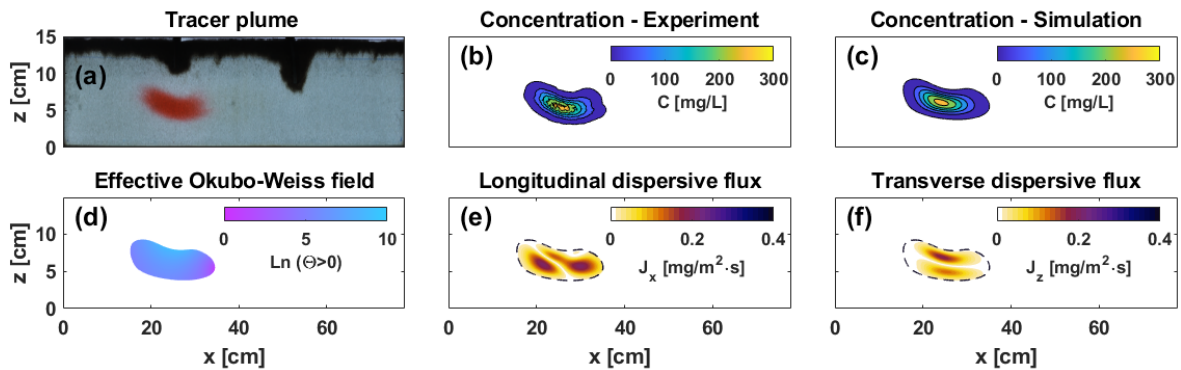 Tracer plume
Concentration - Experiment
Concentration - Simulation
15
10
5
0
z [cm]
(a)
(b)
0 100 200 300
C [mg/L]
(c)
0 100 200 300
C [mg/L]
Effective Okubo-Weiss field
Longitudinal dispersive flux
Transverse dispersive flux
10
5
0
z [cm]
(d)
0 5 10
Ln (Θ>0)
0 20 40 60
x [cm]
(e)
0 0.2 0.4
J_x [mg/m²·s]
0 20 40 60
x [cm]
(f)
0 0.2 0.4
J_z [mg/m²·s]
0 20 40 60
x [cm]